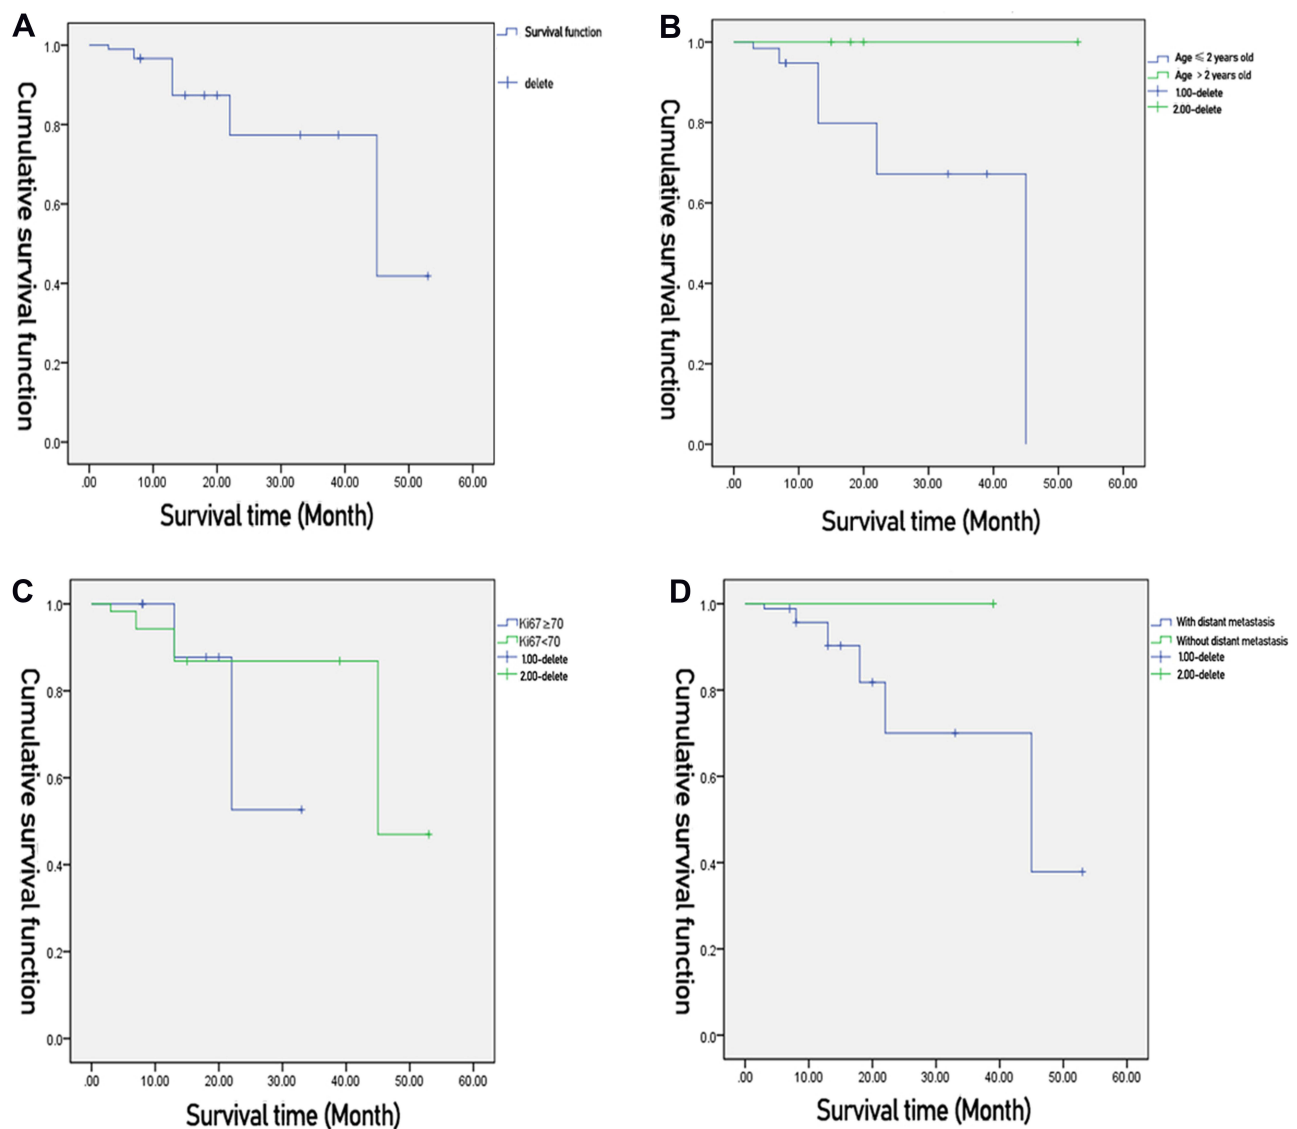 A
Cumulative survival function
1.0
0.8
0.6
0.4
0.2
0.0
.00 10.00 20.00 30.00 40.00 50.00 60.00
Survival time (Month)
Survival function
delete
B
Cumulative survival function
1.0
0.8
0.6
0.4
0.2
0.0
.00 10.00 20.00 30.00 40.00 50.00 60.00
Survival time (Month)
Age ≤ 2 years old
Age > 2 years old
1.00-delete
2.00-delete
C
Cumulative survival function
1.0
0.8
0.6
0.4
0.2
0.0
.00 10.00 20.00 30.00 40.00 50.00 60.00
Survival time (Month)
Ki67≥70
Ki67<70
1.00-delete
2.00-delete
D
Cumulative survival function
1.0
0.8
0.6
0.4
0.2
0.0
.00 10.00 20.00 30.00 40.00 50.00 60.00
Survival time (Month)
With distant metastasis
Without distant metastasis
1.00-delete
2.00-delete